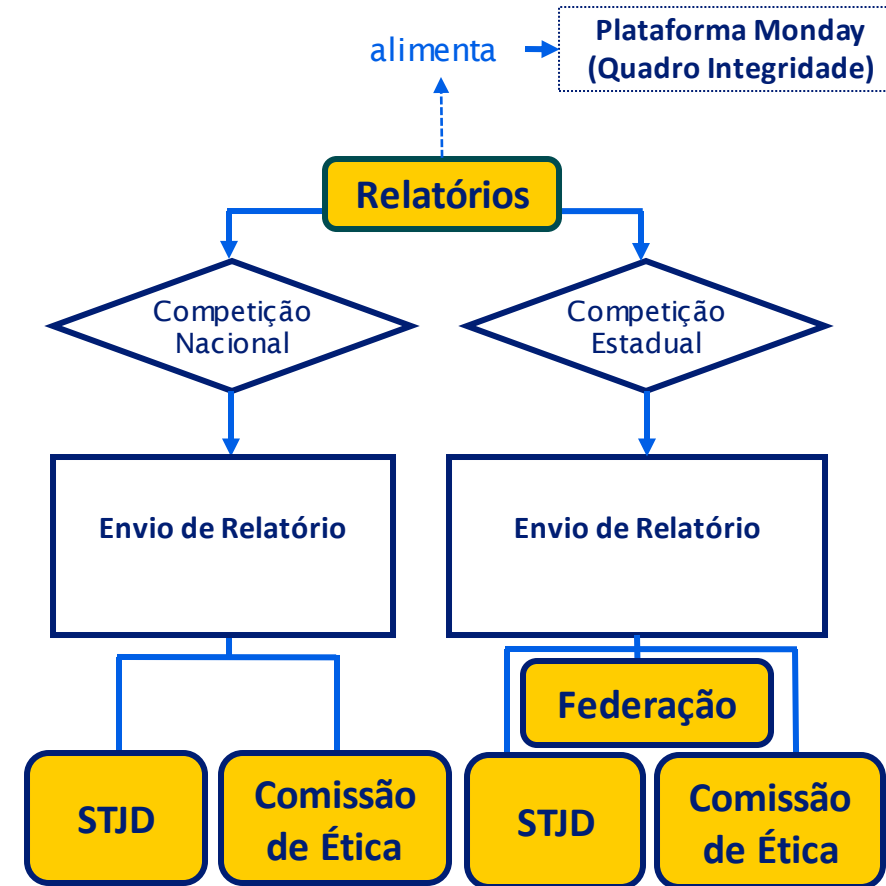 alimenta
Plataforma Monday
(Quadro Integridade)
Relatórios
Competição
Nacional
Competição
Estadual
Envio de Relatório
Envio de Relatório
Federação
STJD
Comissão
de Ética
STJD
Comissão
de Ética